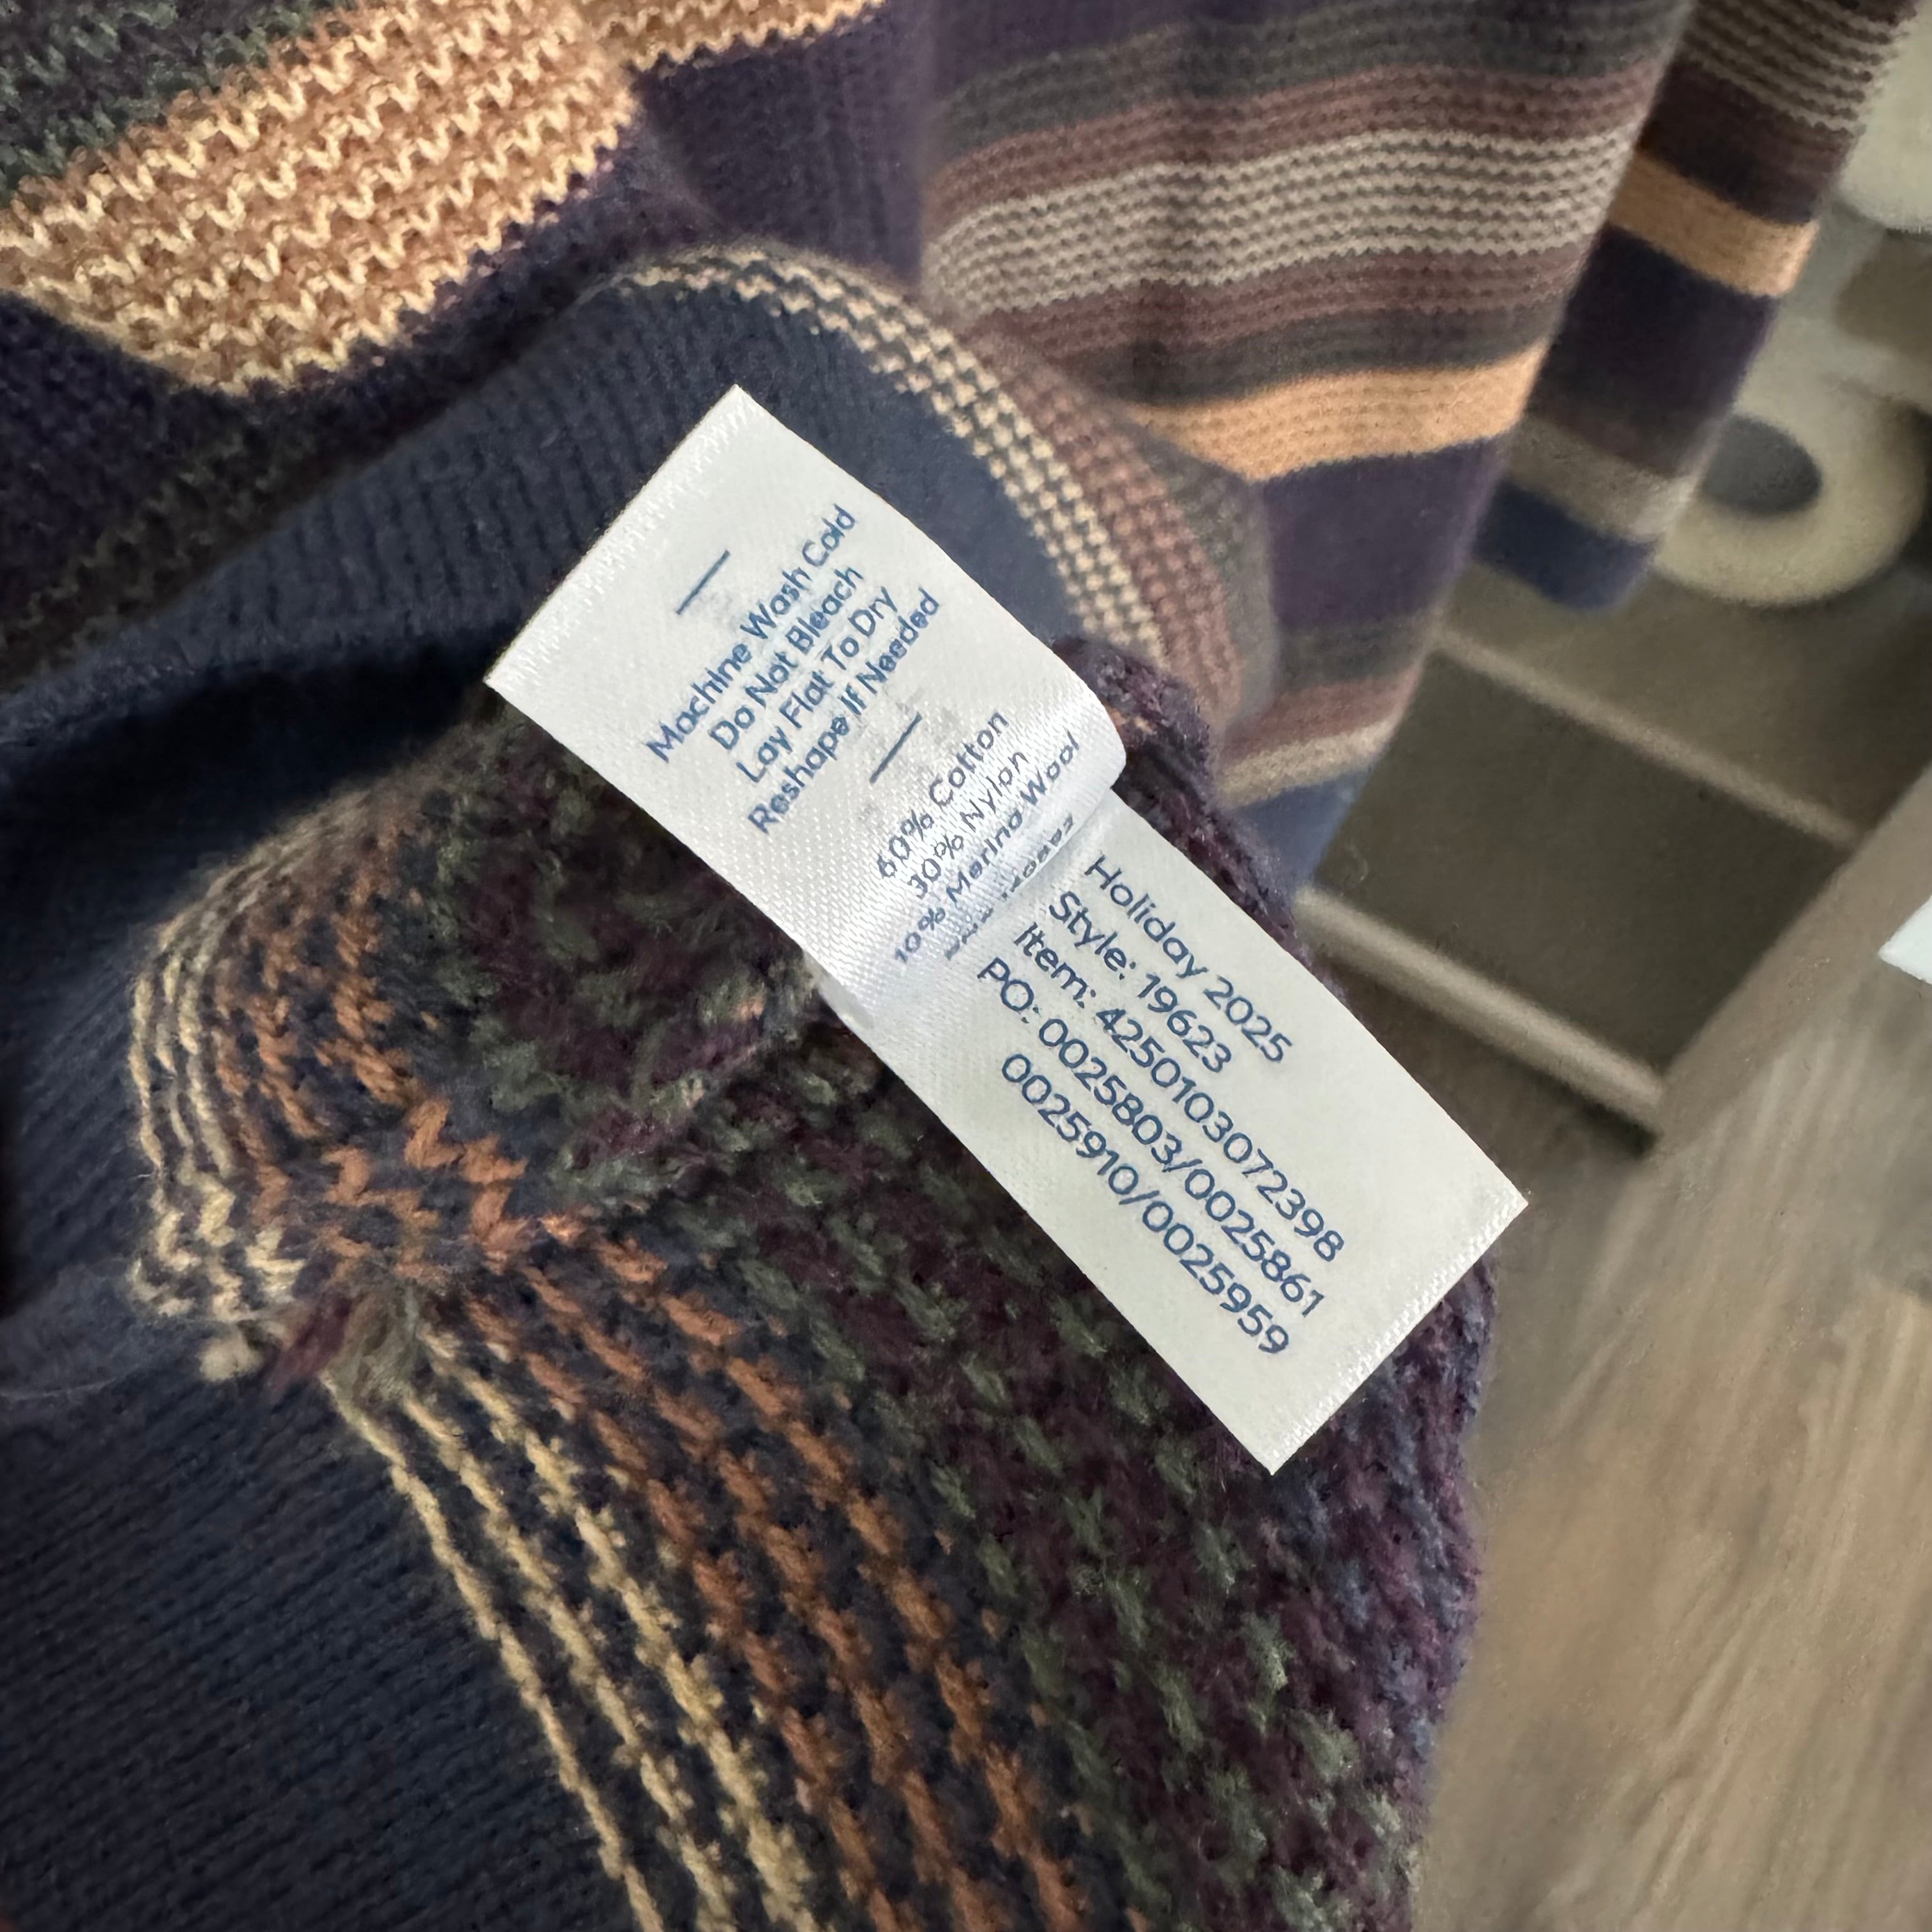 Machine Wash Cold
Do Not Bleach
Lay Flat To Dry
Reshape If Needed
60% Cotton
30% Nylon
10% Merino Wool
Holiday 2025
Style: 19623
Item: 4250103072398
PO: 0025803/0025861
0025910/0025959